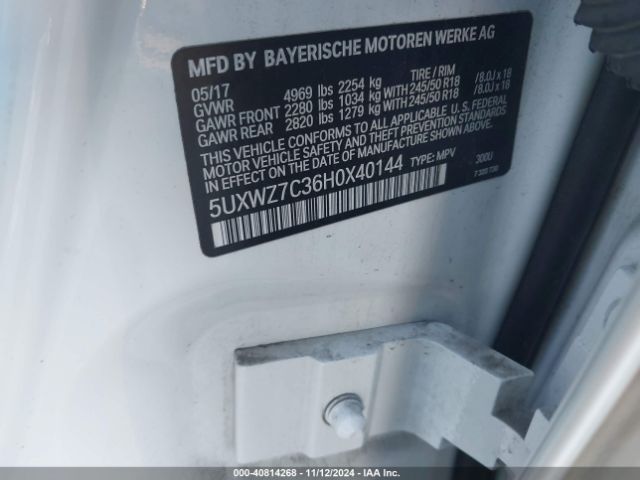 MFD BY BAYERISCHE MOTOREN WERKE AG
05/17 TIRE / RIM
GVWR 4969 lbs 2254 kg
GAWR FRONT 2280 lbs 1034 kg WITH 245/50 R18 /8.0J x 18
GAWR REAR 2820 lbs 1279 kg WITH 245/50 R18 /8.0J x 18
THIS VEHICLE CONFORMS TO ALL APPLICABLE U.S. FEDERAL
MOTOR VEHICLE SAFETY AND THEFT PREVENTION STANDARDS
IN EFFECT ON THE DATE OF MANUFACTURE SHOWN ABOVE.
5UXWZ7C36H0X40144 TYPE: MPV 300U
000-40814268 - 11/12/2024 - IAA Inc.